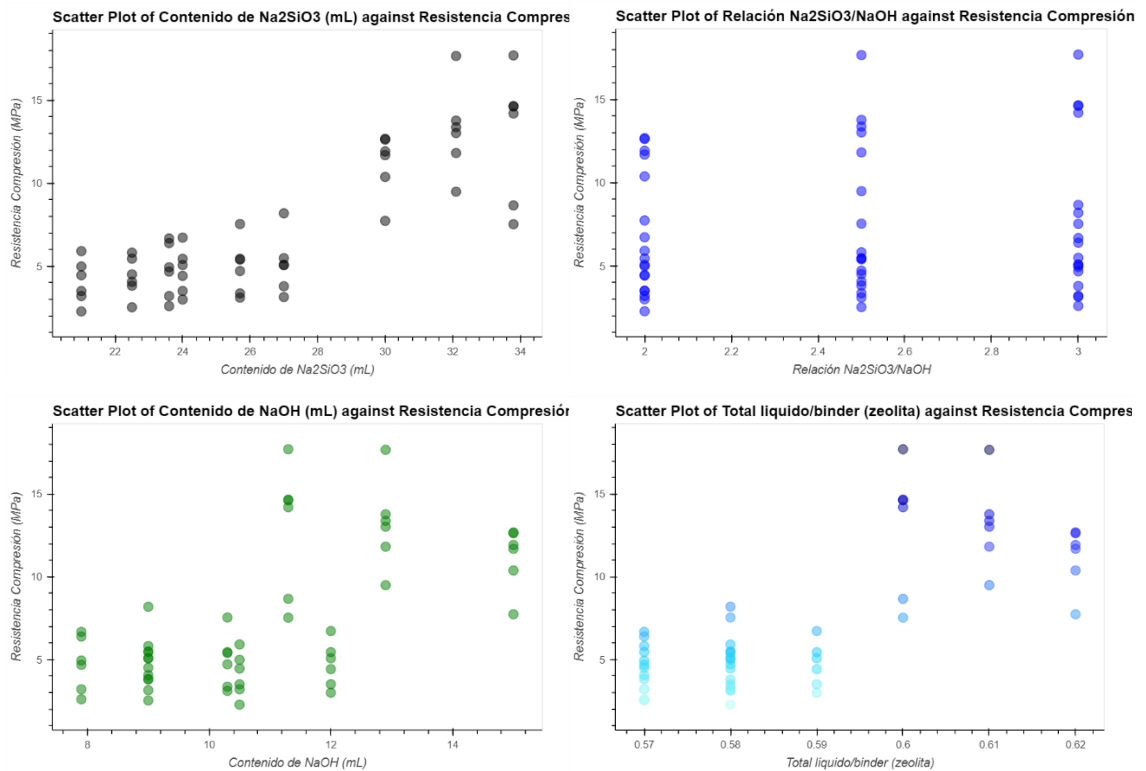 Scatter Plot of Contenido de Na2SiO3 (mL) against Resistencia Compres
Resistencia Compresión (MPa)
15
10
5
22 24 26 28 30 32 34
Contenido de Na2SiO3 (mL)
Scatter Plot of Relación Na2SiO3/NaOH against Resistencia Compresión
Resistencia Compresión (MPa)
15
10
5
2 2.2 2.4 2.6 2.8 3
Relación Na2SiO3/NaOH
Scatter Plot of Contenido de NaOH (mL) against Resistencia Compresión
Resistencia Compresión (MPa)
15
10
5
8 10 12 14
Contenido de NaOH (mL)
Scatter Plot of Total liquido/binder (zeolita) against Resistencia Compres
Resistencia Compresión (MPa)
15
10
5
0.57 0.58 0.59 0.6 0.61 0.62
Total liquido/binder (zeolita)